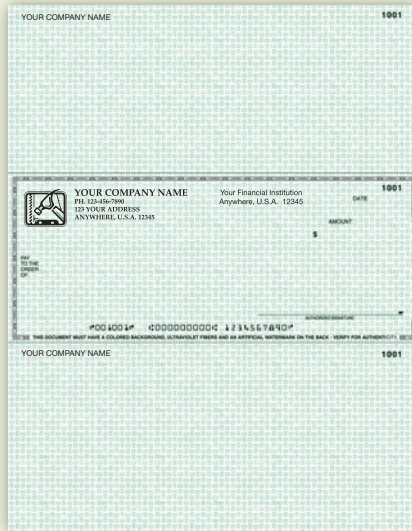 YOUR COMPANY NAME 1001
1001
YOUR COMPANY NAME Your Financial Institution
PH. 123-456-7890 Anywhere, U.S.A. 12345 DATE
123 YOUR ADDRESS
ANYWHERE, U.S.A. 12345
AMOUNT
$
PAY
TO THE
ORDER
OF
AUTHORIZED SIGNATURE
⑈001001⑈ ⑆000000000⑆ 1234567890⑈
THIS DOCUMENT MUST HAVE A COLORED BACKGROUND, ULTRAVIOLET FIBERS AND AN ARTIFICIAL WATERMARK ON THE BACK - VERIFY FOR AUTHENTICITY.
YOUR COMPANY NAME 1001